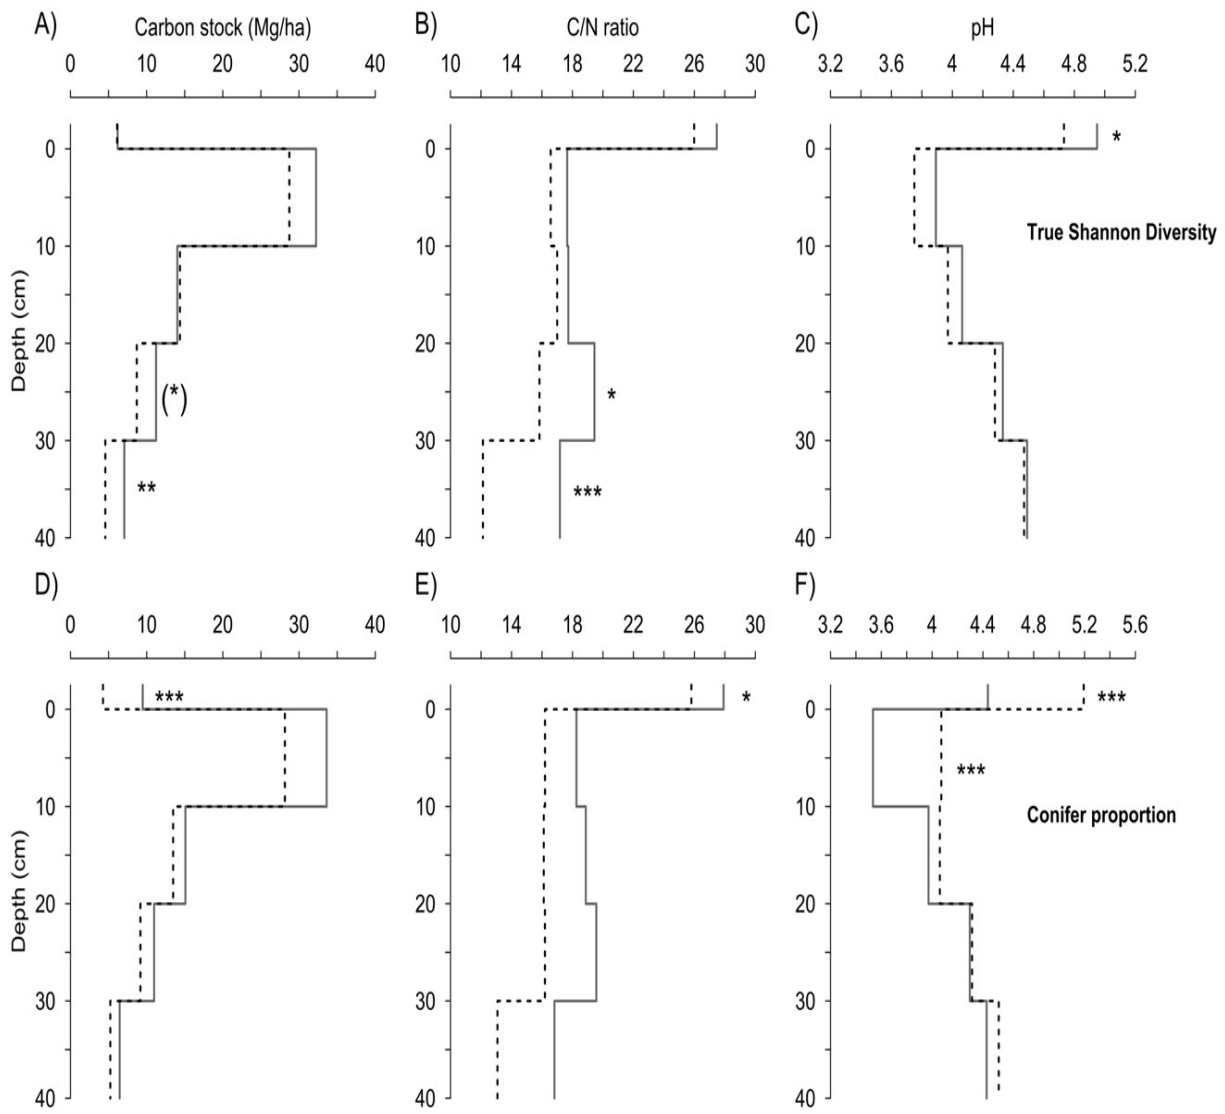 A) Carbon stock (Mg/ha) B) C/N ratio C) pH
0 10 20 30 40 10 14 18 22 26 30 3.2 3.6 4 4.4 4.8 5.2
0 0 0 *
10 10 10 True Shannon Diversity
Depth (cm)
20 20 20
(*) *
30 30 30
** ***
40 40 40
D) E) F)
0 10 20 30 40 10 14 18 22 26 30 3.2 3.6 4 4.4 4.8 5.2 5.6
0 *** 0 * 0 ***
***
10 10 10 Conifer proportion
Depth (cm)
20 20 20
30 30 30
40 40 40